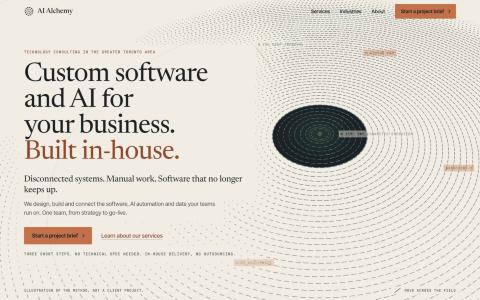 AI Alchemy
Services Industries About Start a project brief
TECHNOLOGY CONSULTING IN THE GREATER TORONTO AREA
Custom software
and AI for
your business.
Built in-house.
Disconnected systems. Manual work. Software that no longer
keeps up.
We design, build and connect the software, AI automation and data your teams
run on. One team, from strategy to go-live.
Start a project brief
Learn about our services
THREE SHORT STEPS. NO TECHNICAL SPEC NEEDED. IN-HOUSE DELIVERY, NO OUTSOURCING.
ILLUSTRATION OF THE METHOD, NOT A CLIENT PROJECT.
MOVE ACROSS THE FIELD